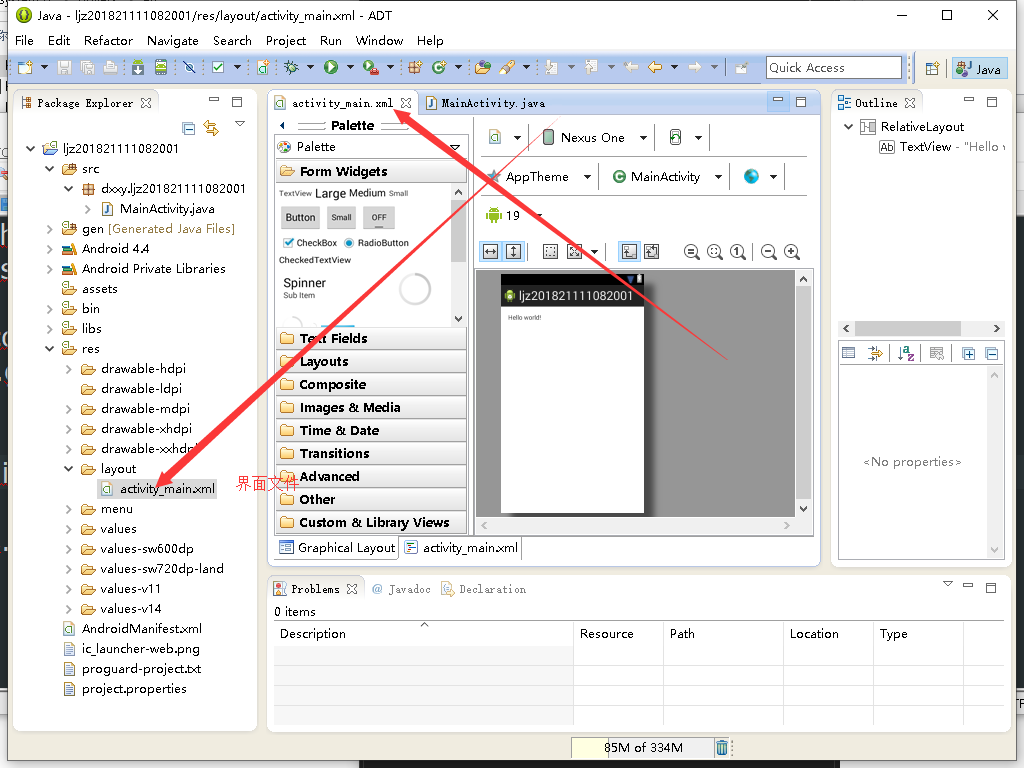 Java - ljz201821111082001/res/layout/activity_main.xml - ADT
File Edit Refactor Navigate Search Project Run Window Help
Quick Access
Java
Package Explorer
ljz201821111082001
src
dxxy.ljz201821111082001
MainActivity.java
gen [Generated Java Files]
Android 4.4
Android Private Libraries
assets
bin
libs
res
drawable-hdpi
drawable-ldpi
drawable-mdpi
drawable-xhdpi
drawable-xxhdpi
layout
activity_main.xml
界面文件
menu
values
values-sw600dp
values-sw720dp-land
values-v11
values-v14
AndroidManifest.xml
ic_launcher-web.png
proguard-project.txt
project.properties
activity_main.xml
MainActivity.java
Palette
Palette
Form Widgets
TextView Large Medium Small
Button Small OFF
CheckBox RadioButton
CheckedTextView
Spinner
Sub Item
Text Fields
Layouts
Composite
Images & Media
Time & Date
Transitions
Advanced
Other
Custom & Library Views
Graphical Layout activity_main.xml
Nexus One
AppTheme MainActivity
19
ljz201821111082001
Hello world!
Outline
RelativeLayout
Ab TextView - "Hello
<No properties>
Problems Javadoc Declaration
0 items
Description Resource Path Location Type
85M of 334M